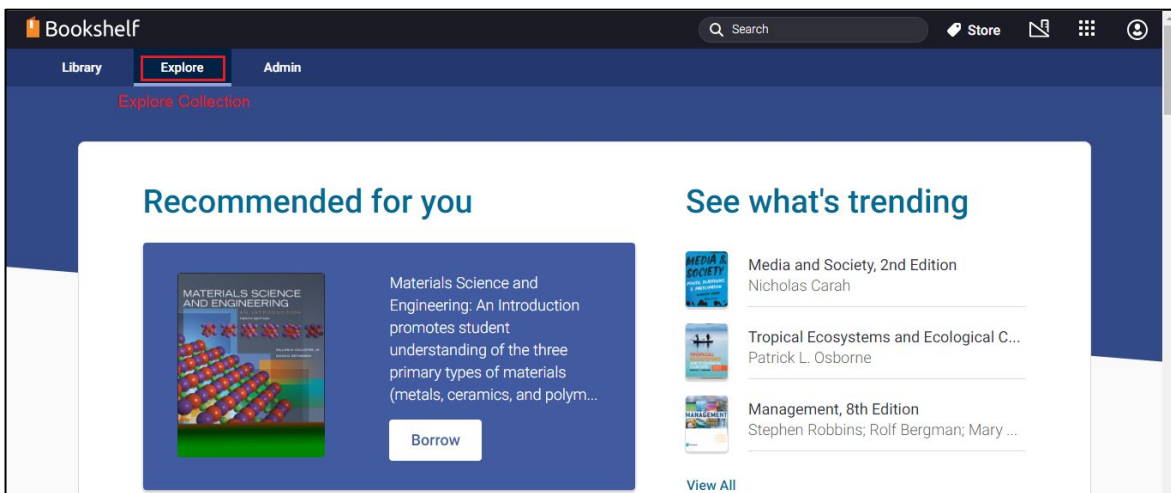 Bookshelf
Search
Store
Library
Explore
Admin
Explore Collection
Recommended for you
MATERIALS SCIENCE
AND ENGINEERING
AN INTRODUCTION
Materials Science and
Engineering: An Introduction
promotes student
understanding of the three
primary types of materials
(metals, ceramics, and polym...
Borrow
See what's trending
MEDIA &
SOCIETY
Media and Society, 2nd Edition
Nicholas Carah
Tropical Ecosystems and Ecological C...
Patrick L. Osborne
MANAGEMENT
Management, 8th Edition
Stephen Robbins; Rolf Bergman; Mary ...
View All